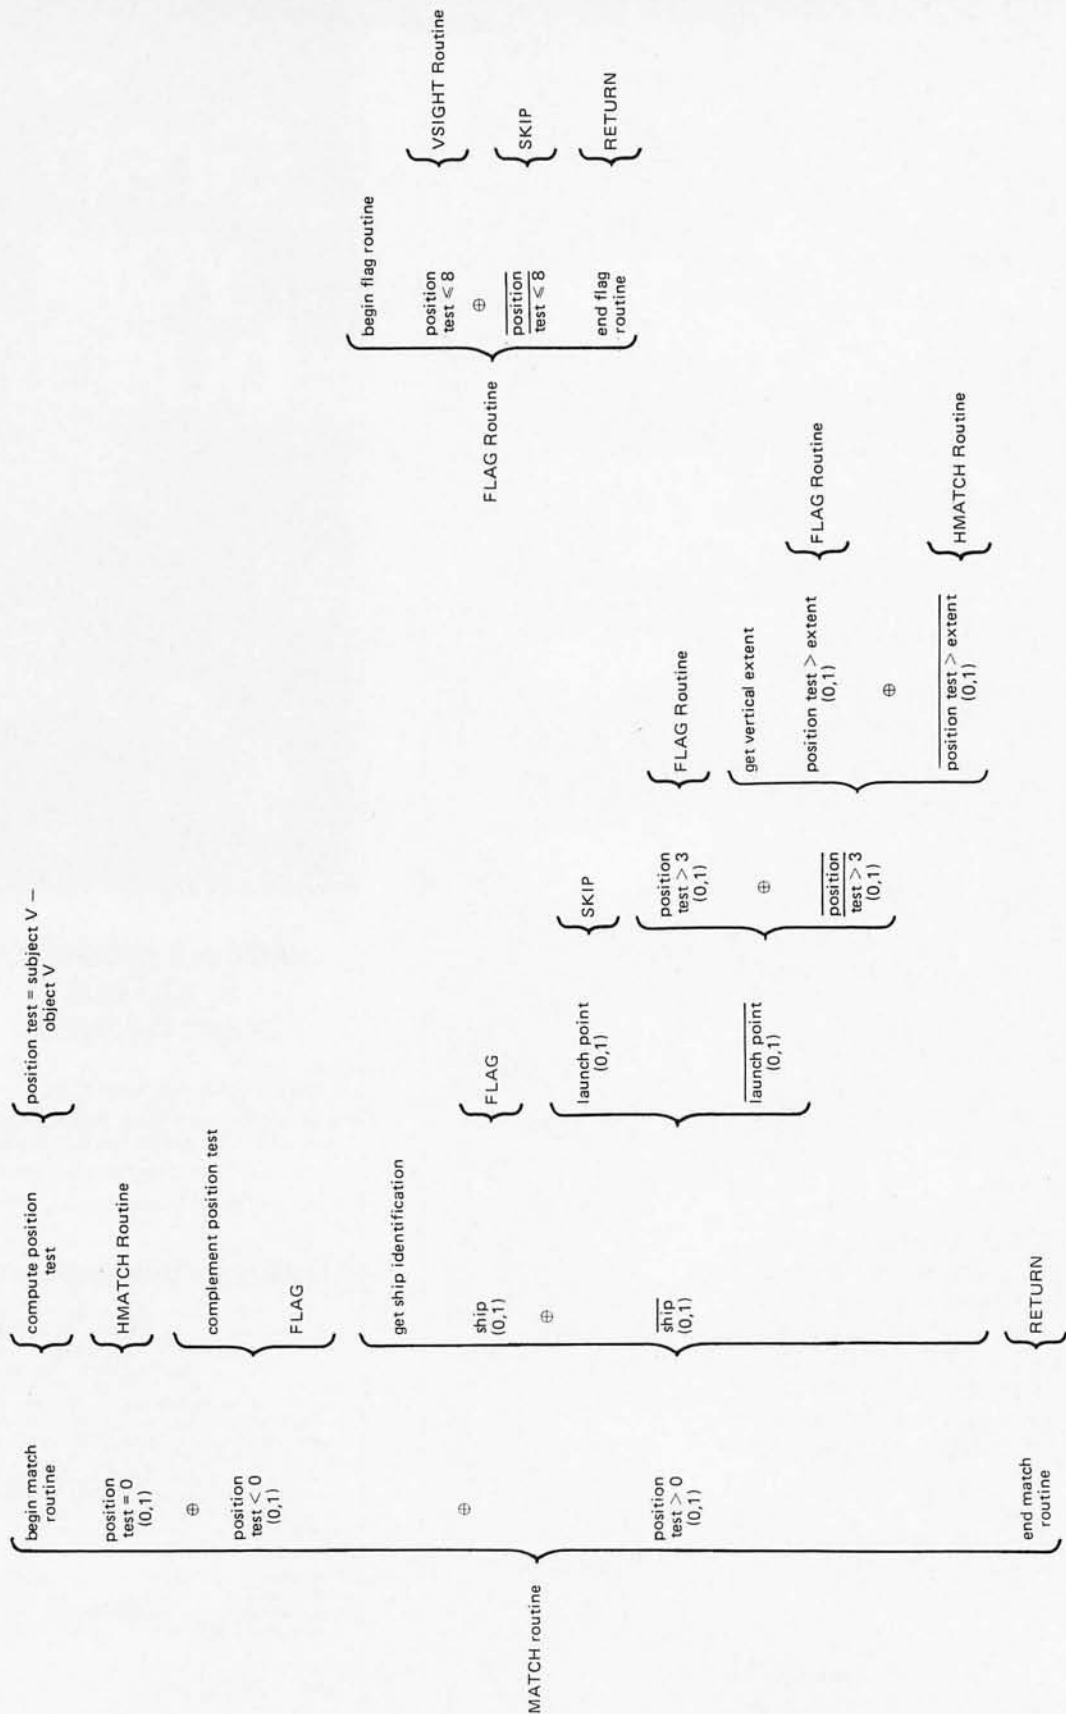 MATCH routine
begin match
routine
compute position
test
position test = subject V –
object V
position
test = 0
(0,1)
HMATCH Routine
⊕
position
test < 0
(0,1)
complement position test
FLAG
⊕
position
test > 0
(0,1)
get ship identification
ship
(0,1)
FLAG
⊕
ship
(0,1)
launch point
(0,1)
SKIP
launch point
(0,1)
position
test > 3
(0,1)
FLAG Routine
⊕
position
test > 3
(0,1)
get vertical extent
position test > extent
(0,1)
FLAG Routine
⊕
position test > extent
(0,1)
HMATCH Routine
end match
routine
RETURN
FLAG Routine
begin flag routine
position
test ⩽ 8
VSIGHT Routine
⊕
position
test ⩽ 8
SKIP
end flag
routine
RETURN